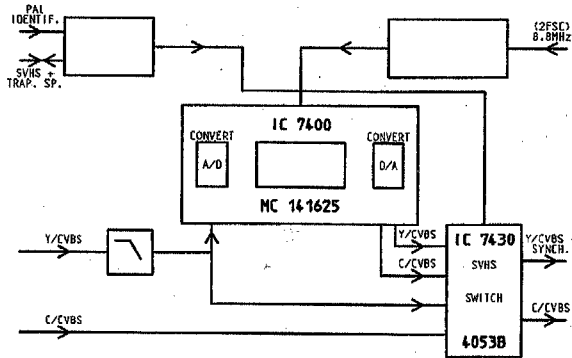 PAL
IDENTIF.
SVHS +
TRAP. SP.
(2FSC)
8.8MHz
IC 7400
CONVERT
A/D
CONVERT
D/A
MC 141625
Y/CVBS
Y/CVBS
C/CVBS
IC 7430
SVHS
SWITCH
4053B
Y/CVBS
SYNCH.
C/CVBS
C/CVBS